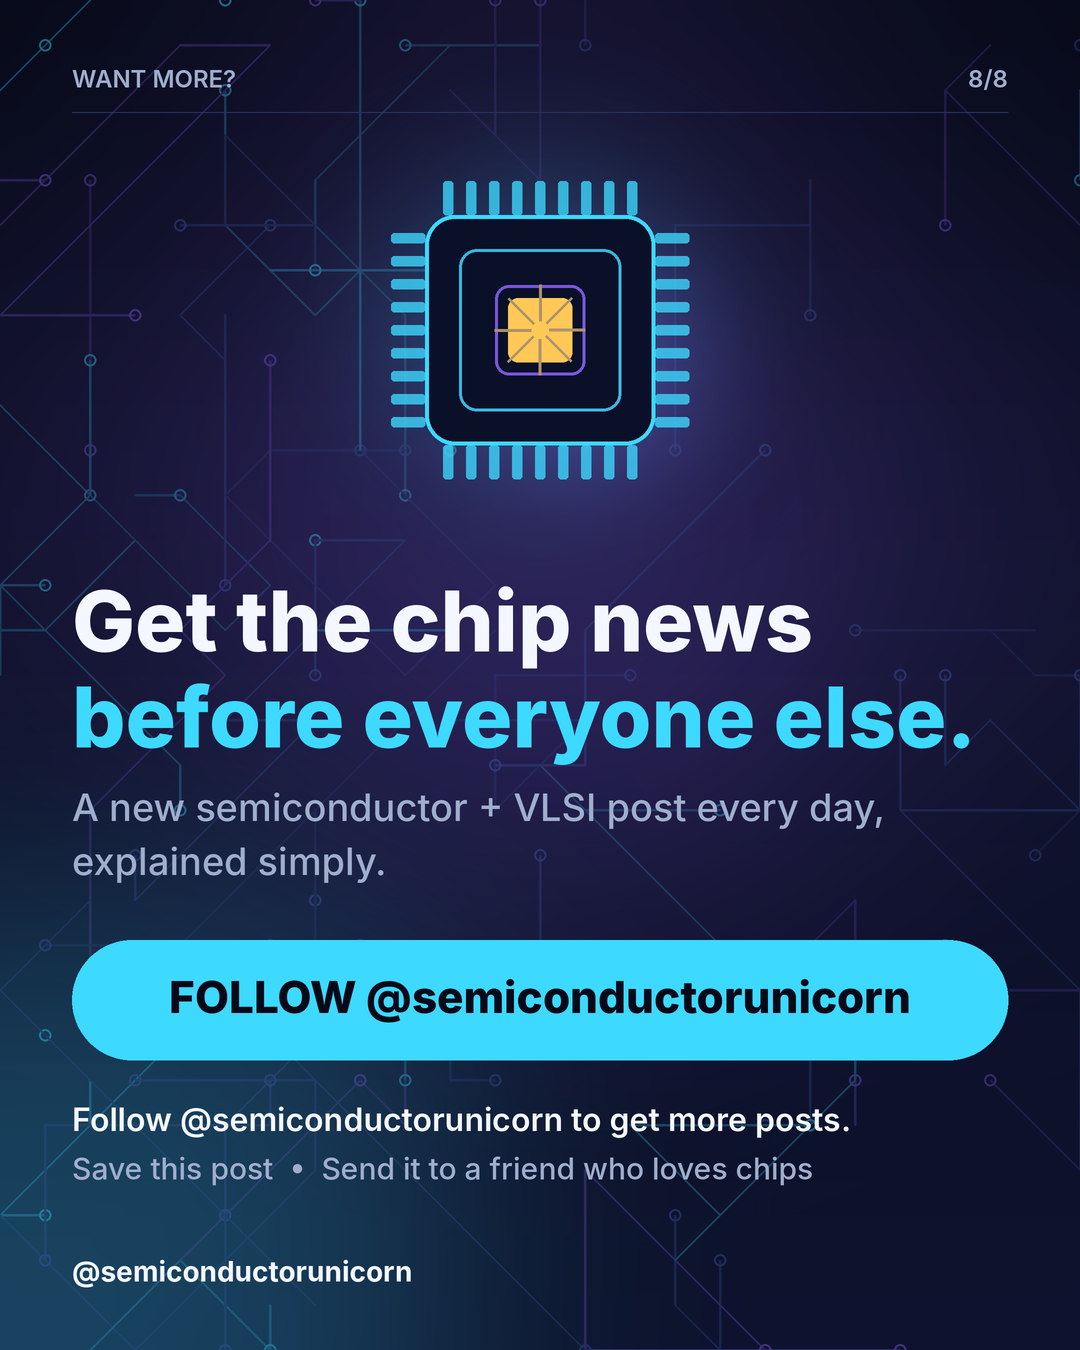 WANT MORE?
8/8
Get the chip news
before everyone else.
A new semiconductor + VLSI post every day,
explained simply.
FOLLOW @semiconductorunicorn
Follow @semiconductorunicorn to get more posts.
Save this post • Send it to a friend who loves chips
@semiconductorunicorn